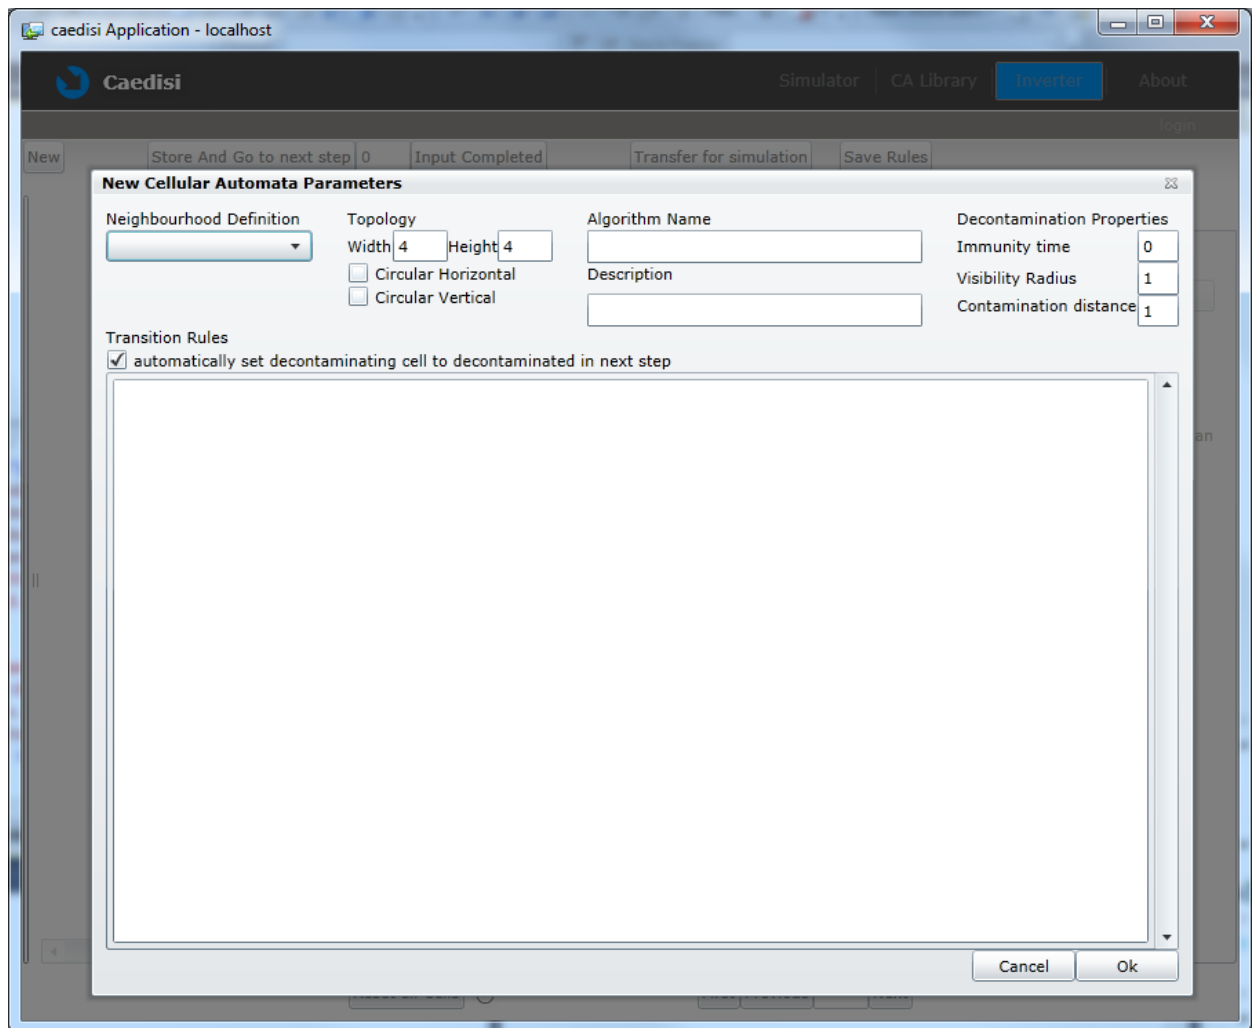 caedisi Application - localhost
Caedisi
Simulator CA Library Inverter About
login
New Store And Go to next step 0 Input Completed Transfer for simulation Save Rules
New Cellular Automata Parameters
Neighbourhood Definition Topology Algorithm Name Decontamination Properties
Width 4 Height 4 Immunity time 0
Circular Horizontal Description Visibility Radius 1
Circular Vertical Contamination distance 1
Transition Rules
automatically set decontaminating cell to decontaminated in next step
an
Cancel Ok